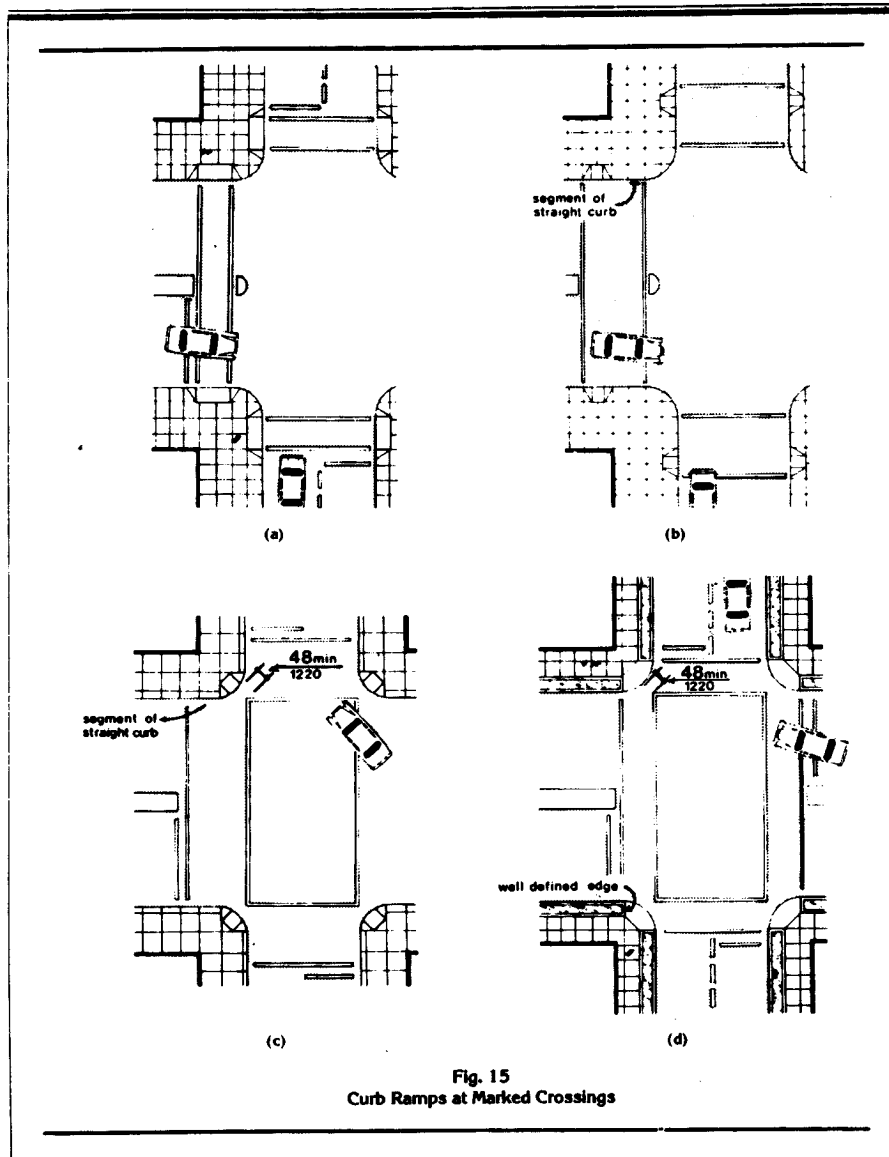 segment of
straight curb
(a)
(b)
48min
1220
segment of
straight curb
48min
1220
well defined edge
(c)
(d)
Fig. 15
Curb Ramps at Marked Crossings